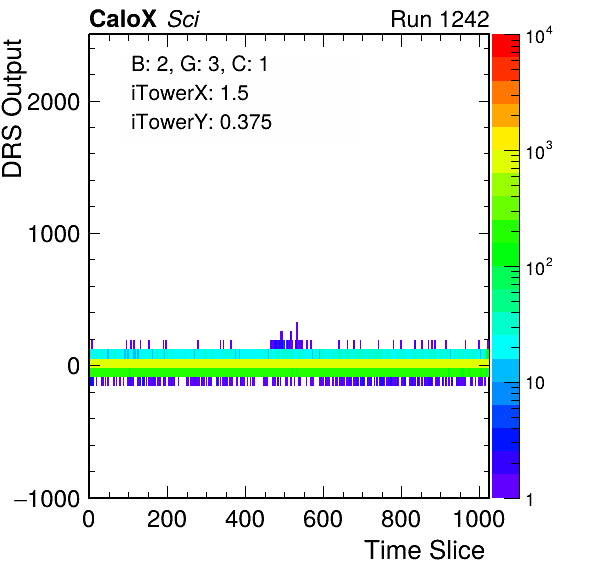 CaloX Sci Run 1242
B: 2, G: 3, C: 1
iTowerX: 1.5
iTowerY: 0.375
DRS Output
2000
1000
0
−1000
0 200 400 600 800 1000
Time Slice
10^4
10^3
10^2
10
1